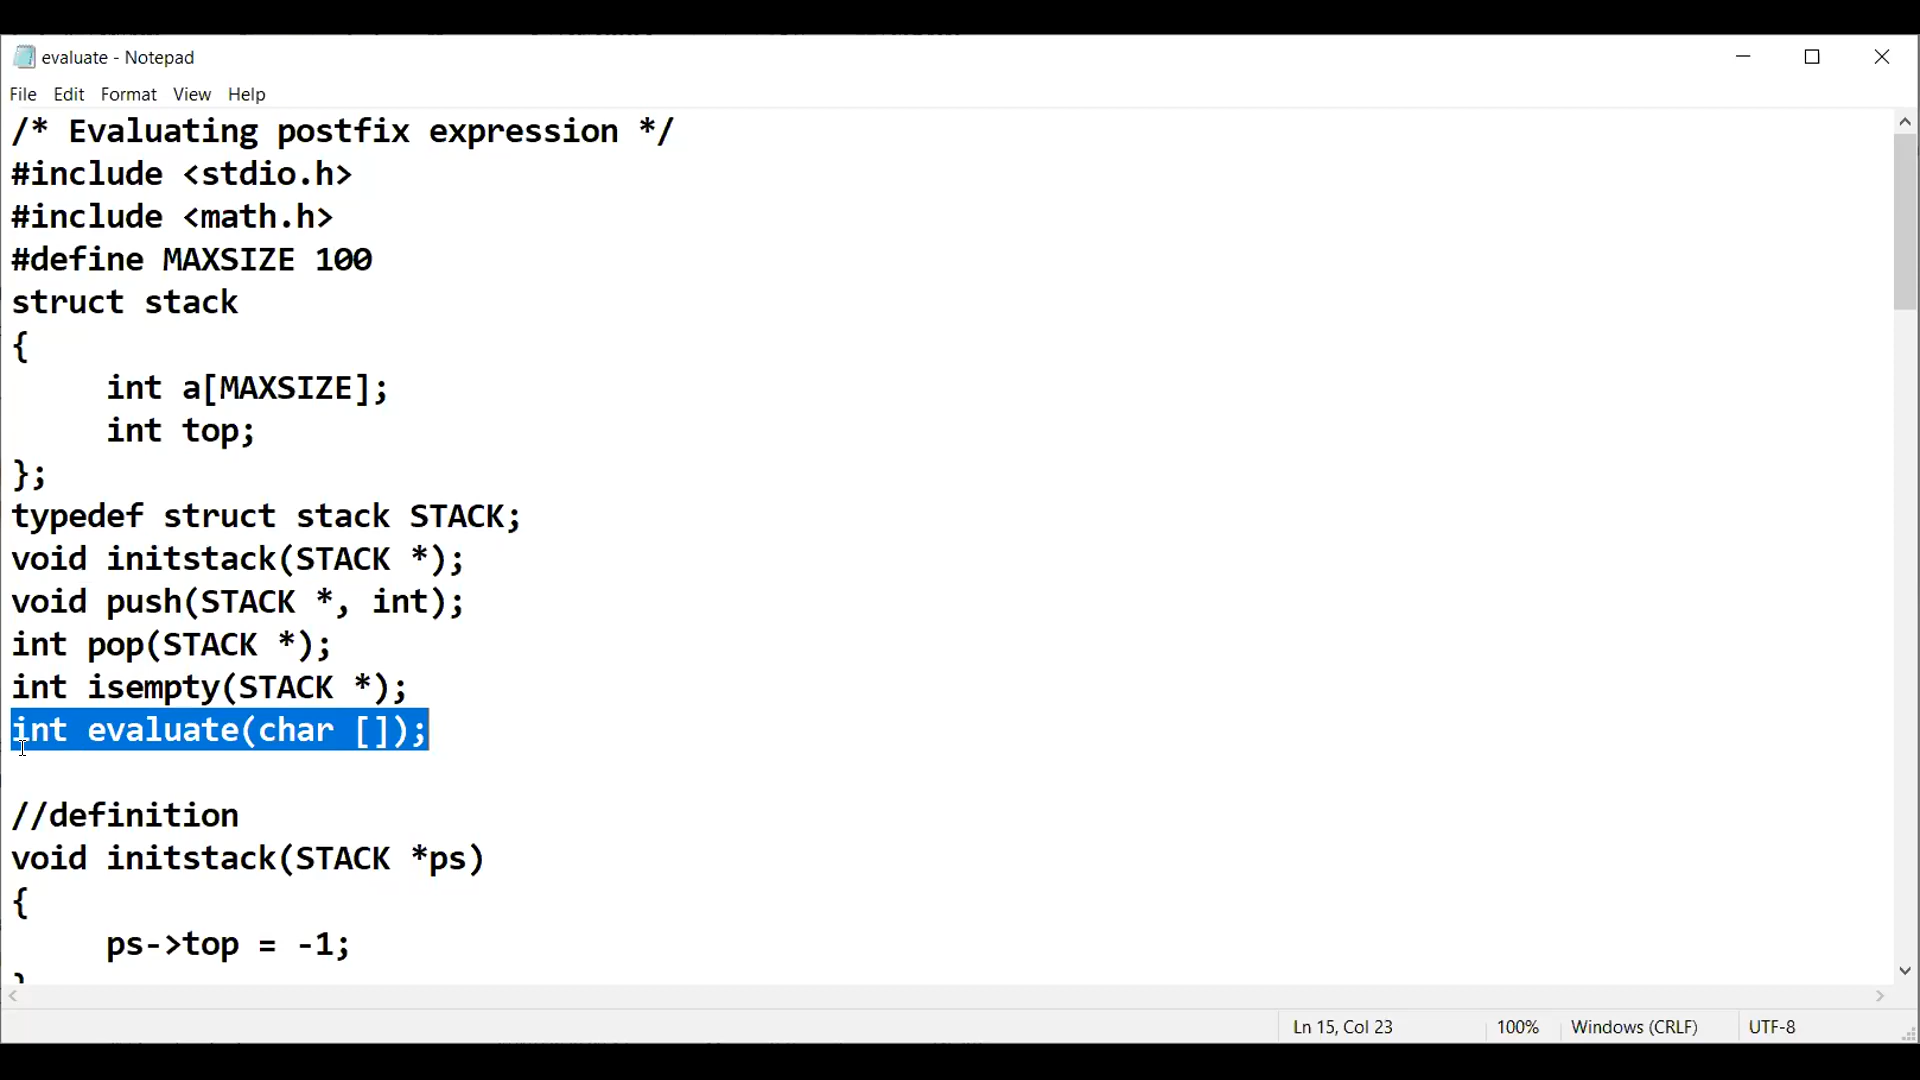 evaluate - Notepad
File Edit Format View Help
/* Evaluating postfix expression */
#include <stdio.h>
#include <math.h>
#define MAXSIZE 100
struct stack
{
int a[MAXSIZE];
int top;
};
typedef struct stack STACK;
void initstack(STACK *);
void push(STACK *, int);
int pop(STACK *);
int isempty(STACK *);
int evaluate(char []);
//definition
void initstack(STACK *ps)
{
ps->top = -1;
}
Ln 15, Col 23 100% Windows (CRLF) UTF-8